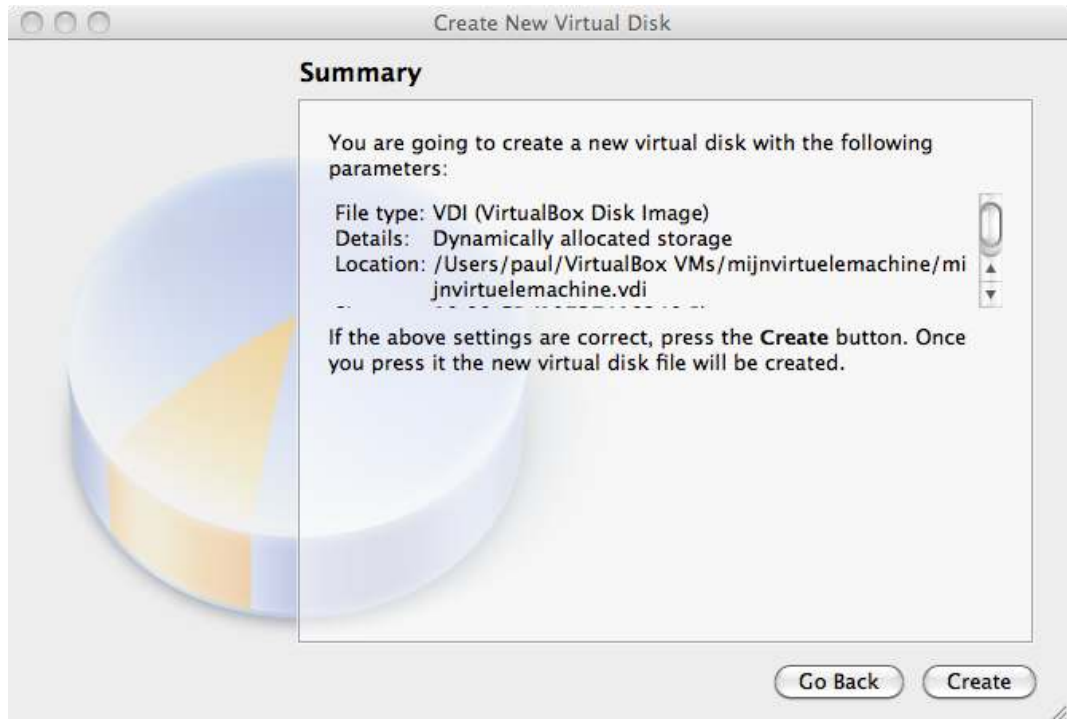 Create New Virtual Disk
Summary
You are going to create a new virtual disk with the following
parameters:
File type: VDI (VirtualBox Disk Image)
Details: Dynamically allocated storage
Location: /Users/paul/VirtualBox VMs/mijnvirtuelemachine/mi
jnvirtuelemachine.vdi
If the above settings are correct, press the Create button. Once
you press it the new virtual disk file will be created.
Go Back
Create